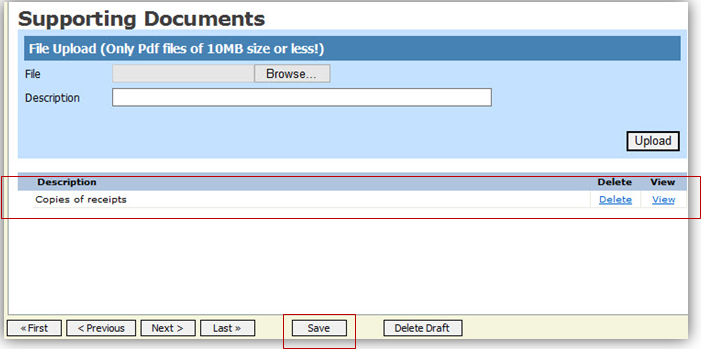 Supporting Documents
File Upload (Only Pdf files of 10MB size or less!)
File Browse...
Description
Upload
Description Delete View
Copies of receipts Delete View
« First < Previous Next > Last » Save Delete Draft